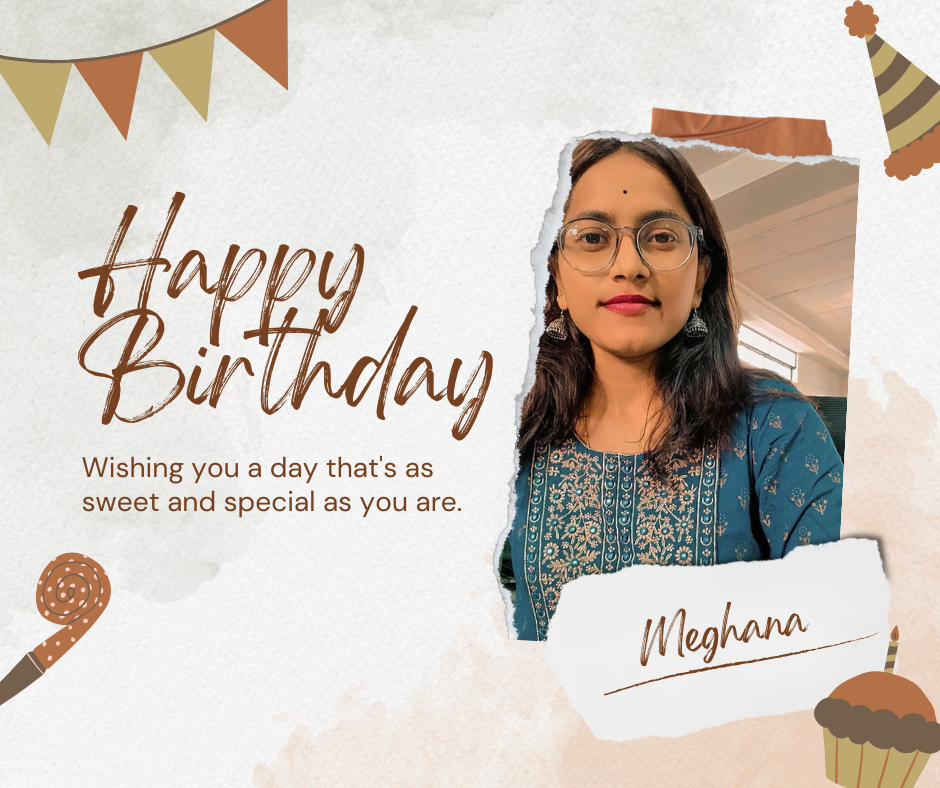 Happy
Birthday
Wishing you a day that's as
sweet and special as you are.
Meghana